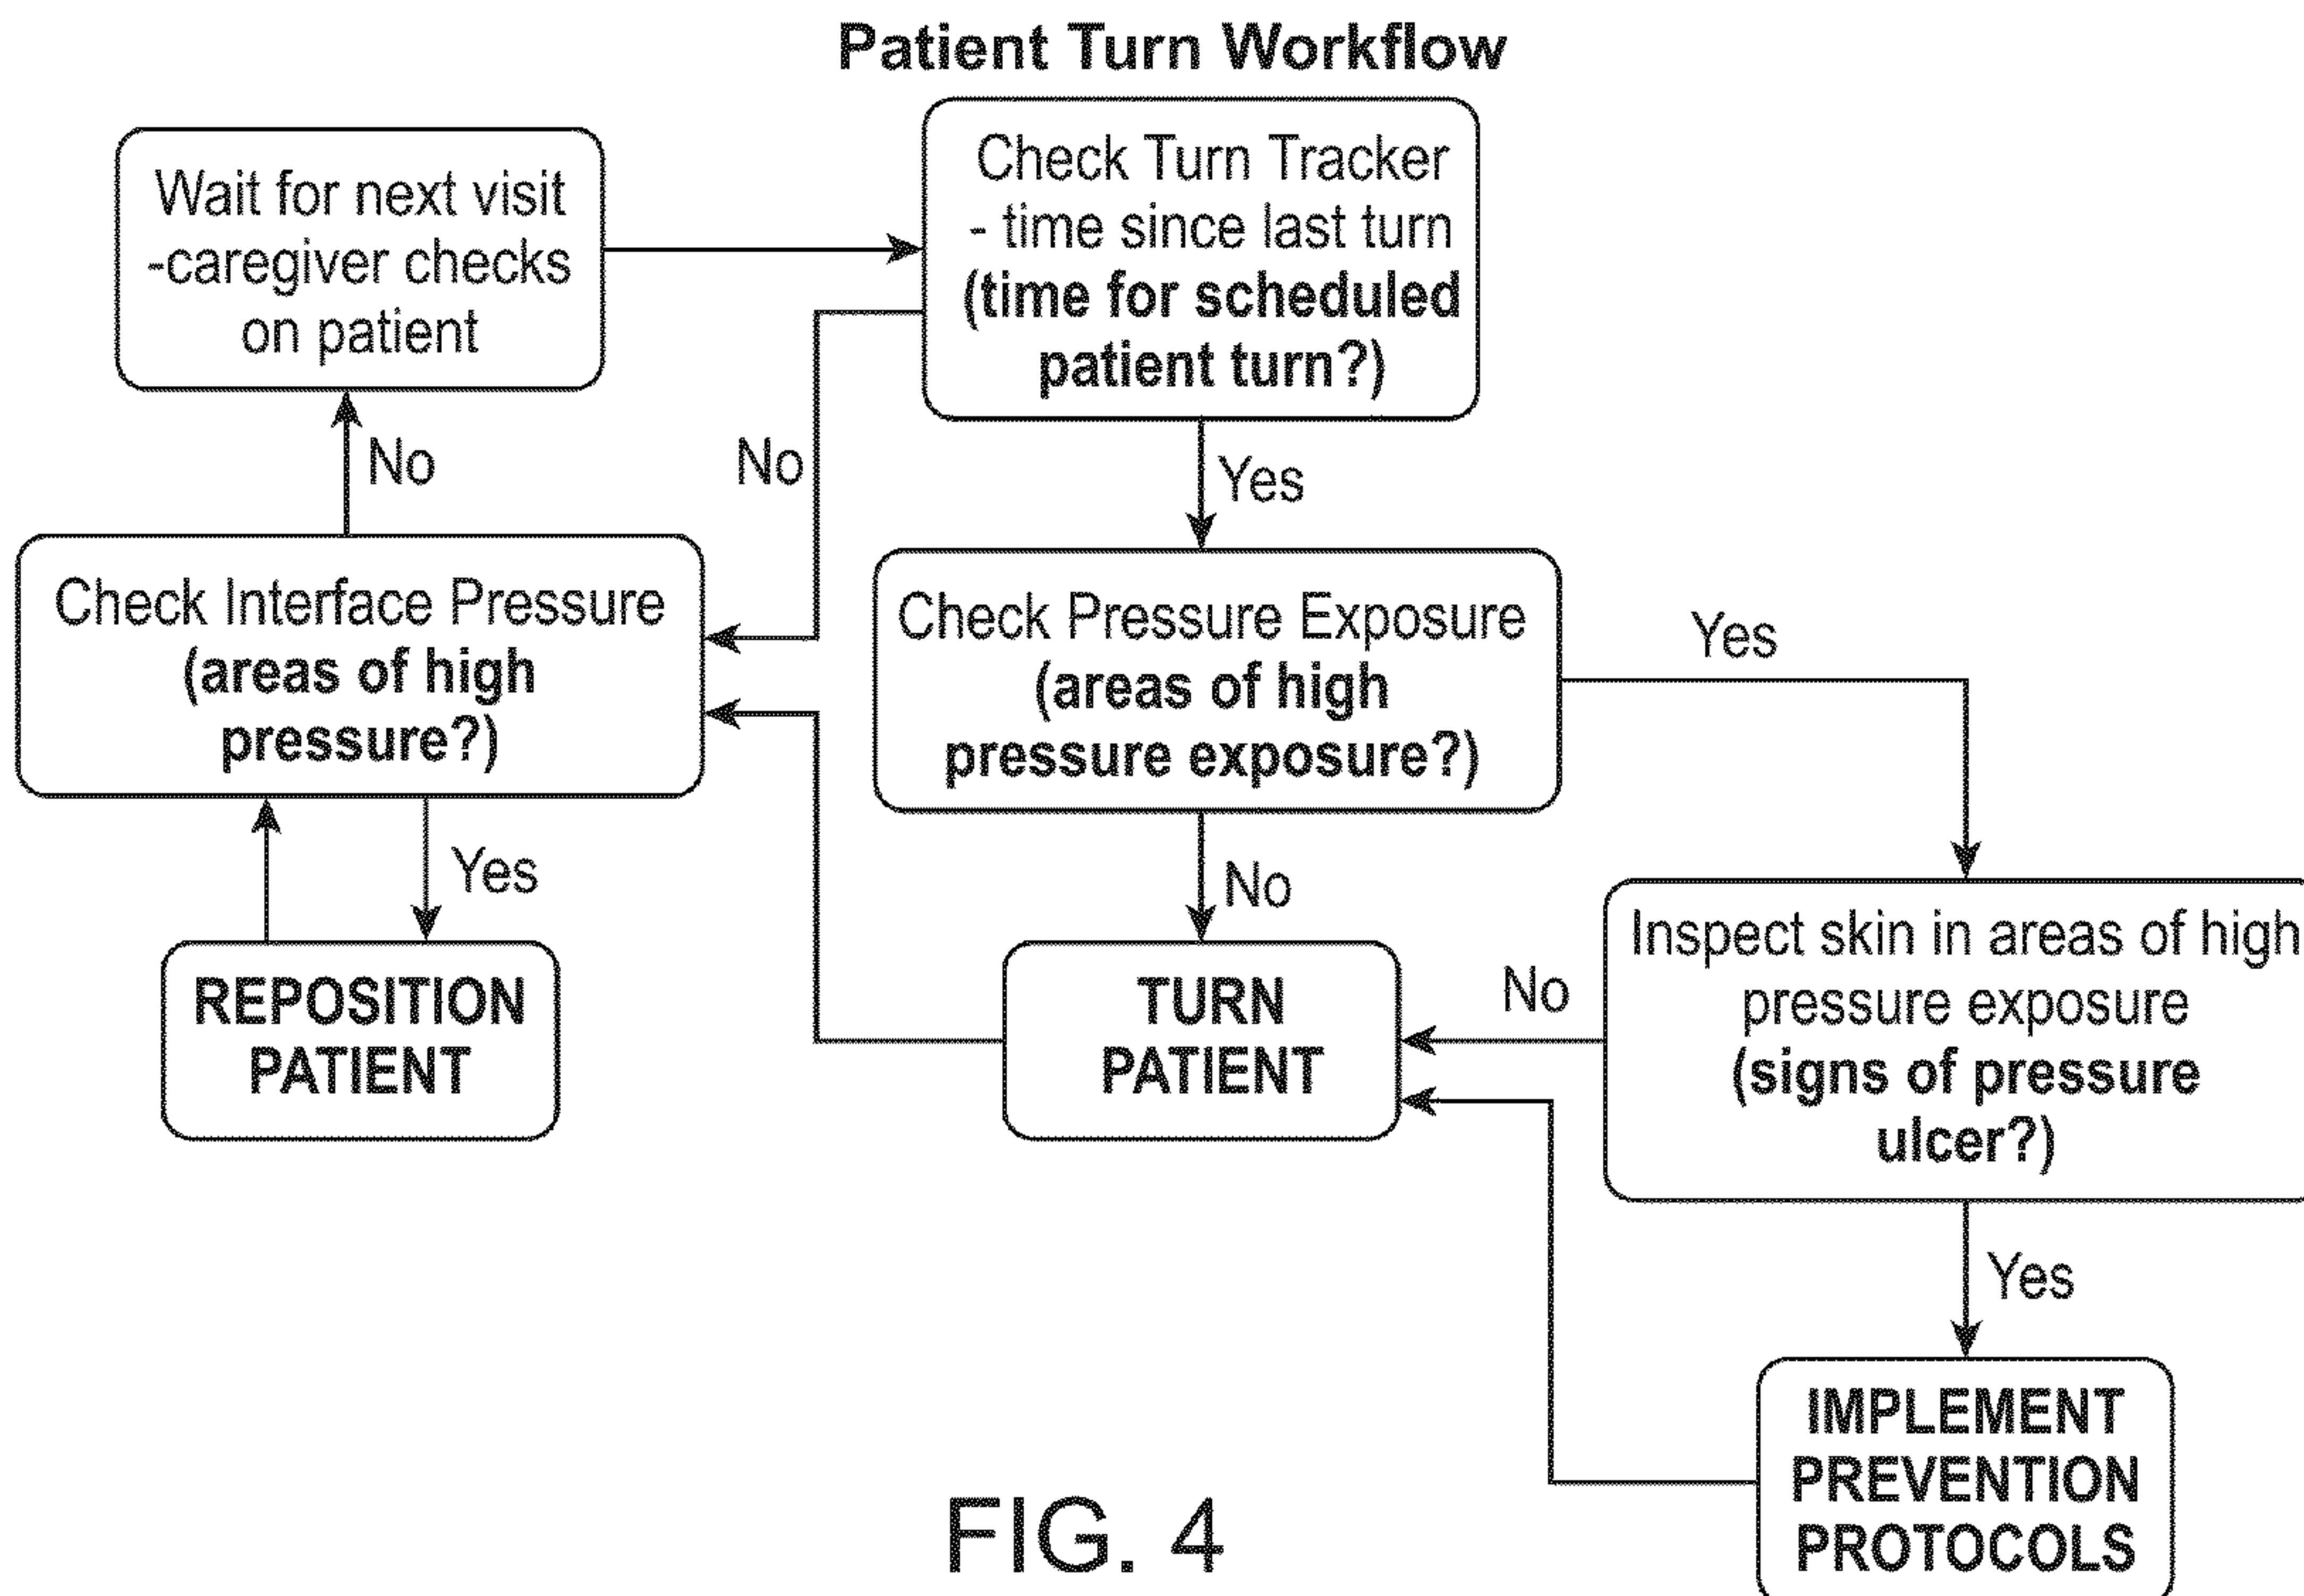 Patient Turn Workflow
Wait for next visit
-caregiver checks
on patient
Check Turn Tracker
- time since last turn
(time for scheduled
patient turn?)
No
No
Yes
Check Interface Pressure
(areas of high
pressure?)
Check Pressure Exposure
(areas of high
pressure exposure?)
Yes
Yes
No
REPOSITION
PATIENT
TURN
PATIENT
No
Inspect skin in areas of high
pressure exposure
(signs of pressure
ulcer?)
Yes
IMPLEMENT
PREVENTION
PROTOCOLS
FIG. 4